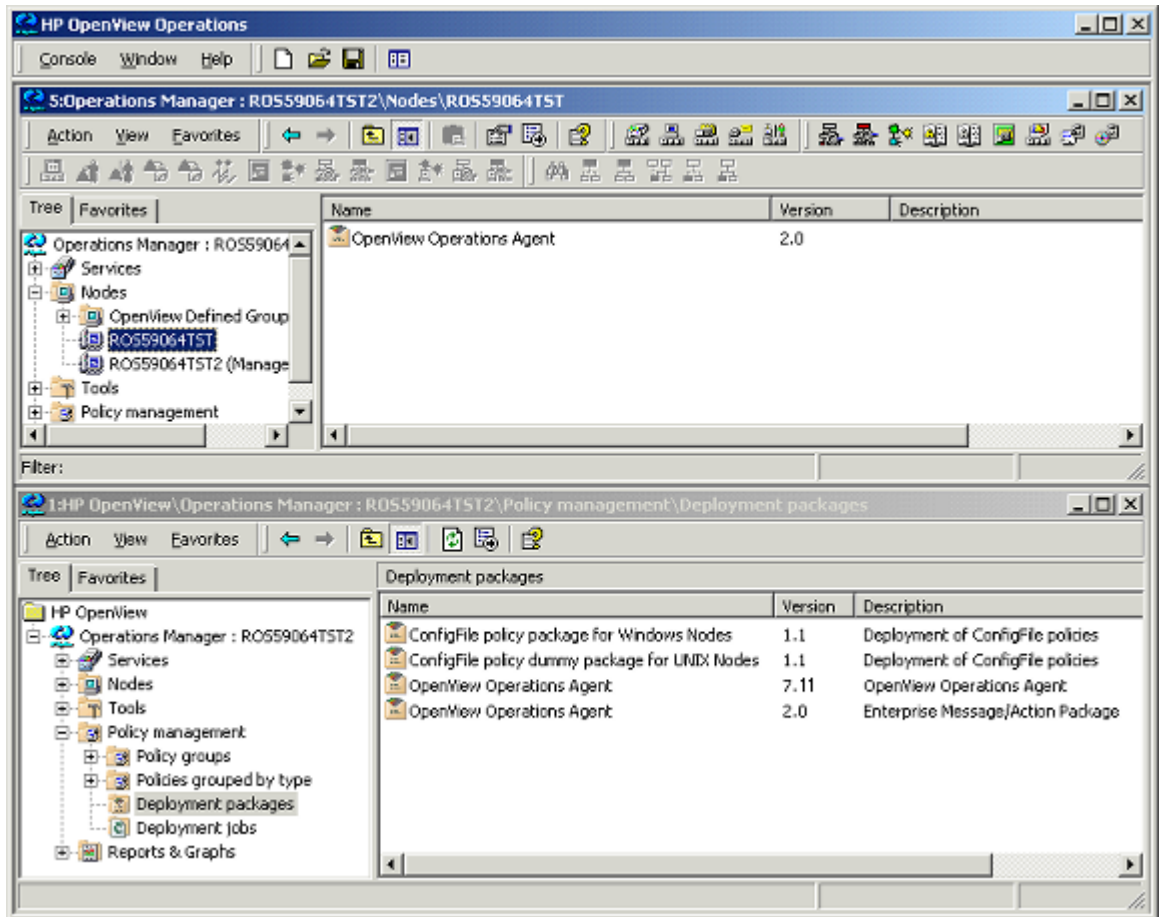 HP OpenView Operations
Console Window Help
5:Operations Manager : ROS59064TST2\Nodes\ROS59064TST
Action View Favorites
Tree Favorites
Name Version Description
Operations Manager : ROS59064
OpenView Operations Agent 2.0
Services
Nodes
OpenView Defined Group
ROS59064TST
ROS59064TST2 (Manage
Tools
Policy management
Filter:
1:HP OpenView\Operations Manager : ROS59064TST2\Policy management\Deployment packages
Action View Favorites
Tree Favorites
Deployment packages
HP OpenView
Operations Manager : ROS59064TST2
Services
Nodes
Tools
Policy management
Policy groups
Policies grouped by type
Deployment packages
Deployment jobs
Reports & Graphs
Name Version Description
ConfigFile policy package for Windows Nodes 1.1 Deployment of ConfigFile policies
ConfigFile policy dummy package for UNIX Nodes 1.1 Deployment of ConfigFile policies
OpenView Operations Agent 7.11 OpenView Operations Agent
OpenView Operations Agent 2.0 Enterprise Message/Action Package